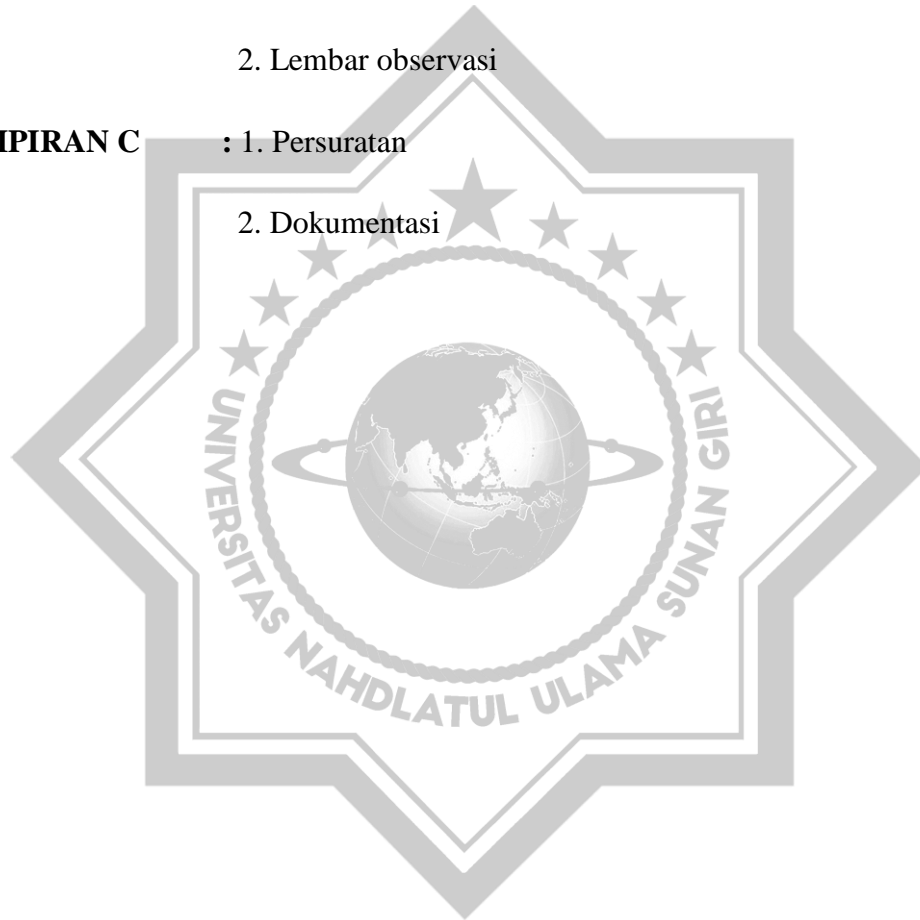 2. Lembar observasi
IPIRAN C : 1. Persuratan
2. Dokumentasi
UNIVERSITAS NAHDLATUL ULAMA SUNAN GIRI